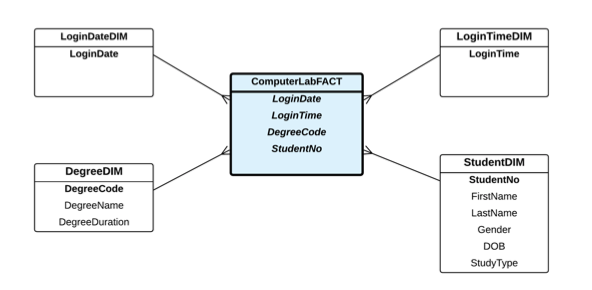 LoginDateDIM
LoginDate
LoginTimeDIM
LoginTime
ComputerLabFACT
LoginDate
LoginTime
DegreeCode
StudentNo
DegreeDIM
DegreeCode
DegreeName
DegreeDuration
StudentDIM
StudentNo
FirstName
LastName
Gender
DOB
StudyType